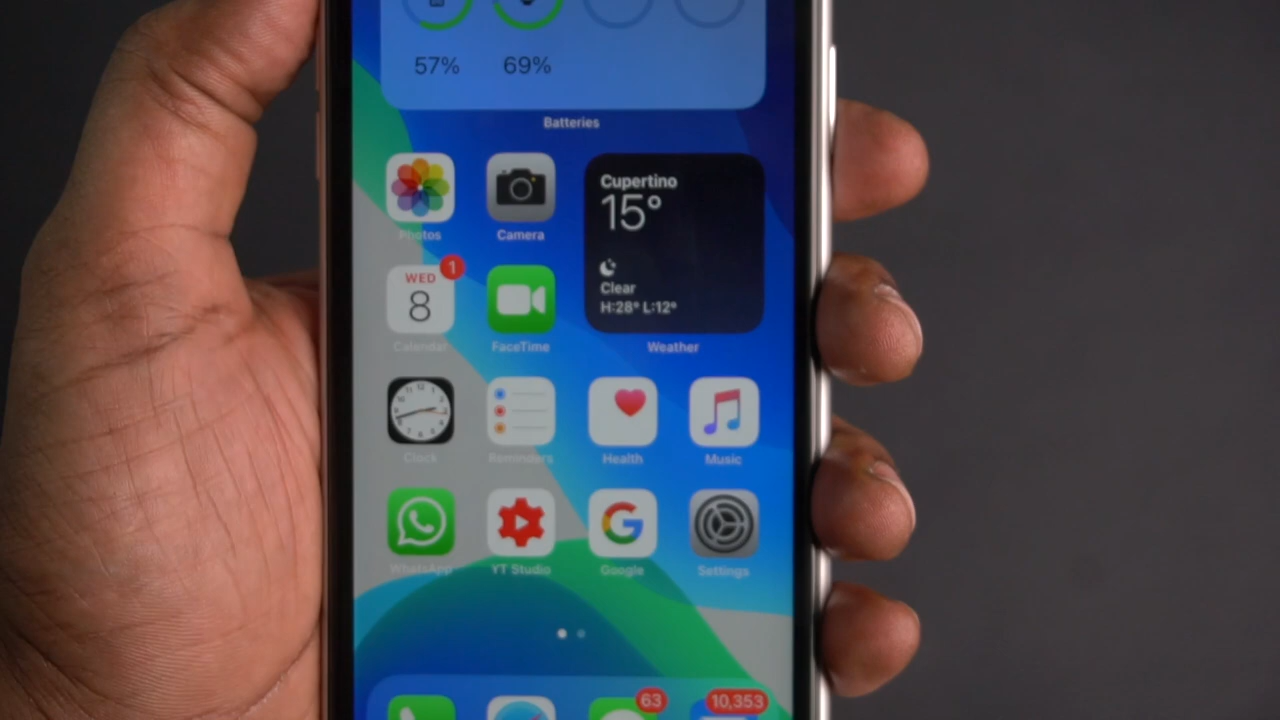 57% 69%
Batteries
Photos Camera
Cupertino
15°
Clear
H:28° L:12°
Weather
WED
8
1
Calendar FaceTime
Clock Reminders Health Music
WhatsApp YT Studio Google Settings
63 10,353